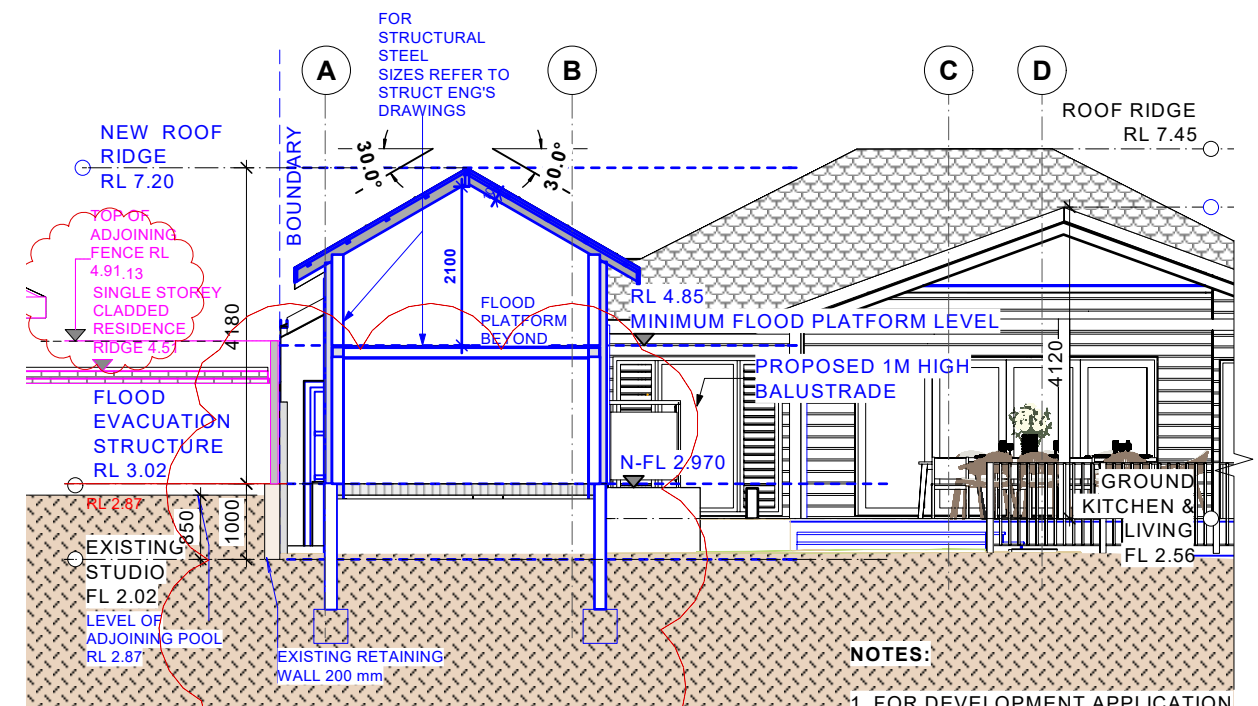 FOR
STRUCTURAL
STEEL
SIZES REFER TO
STRUCT ENG'S
DRAWINGS
A
B
C
D
ROOF RIDGE
RL 7.45
NEW ROOF
RIDGE
RL 7.20
BOUNDARY
30.0°
30.0°
TOP OF
ADJOINING
FENCE RL
4.91.13
SINGLE STOREY
CLADDED
RESIDENCE
RIDGE 4.51
4180
2100
FLOOD
PLATFORM
BEYOND
RL 4.85
MINIMUM FLOOD PLATFORM LEVEL
PROPOSED 1M HIGH
BALUSTRADE
4120
FLOOD
EVACUATION
STRUCTURE
RL 3.02
N-FL 2.970
RL 2.87
850
1000
GROUND
KITCHEN &
LIVING
FL 2.56
EXISTING
STUDIO
FL 2.02
LEVEL OF
ADJOINING POOL
RL 2.87
EXISTING RETAINING
WALL 200 mm
NOTES:
1. FOR DEVELOPMENT APPLICATION